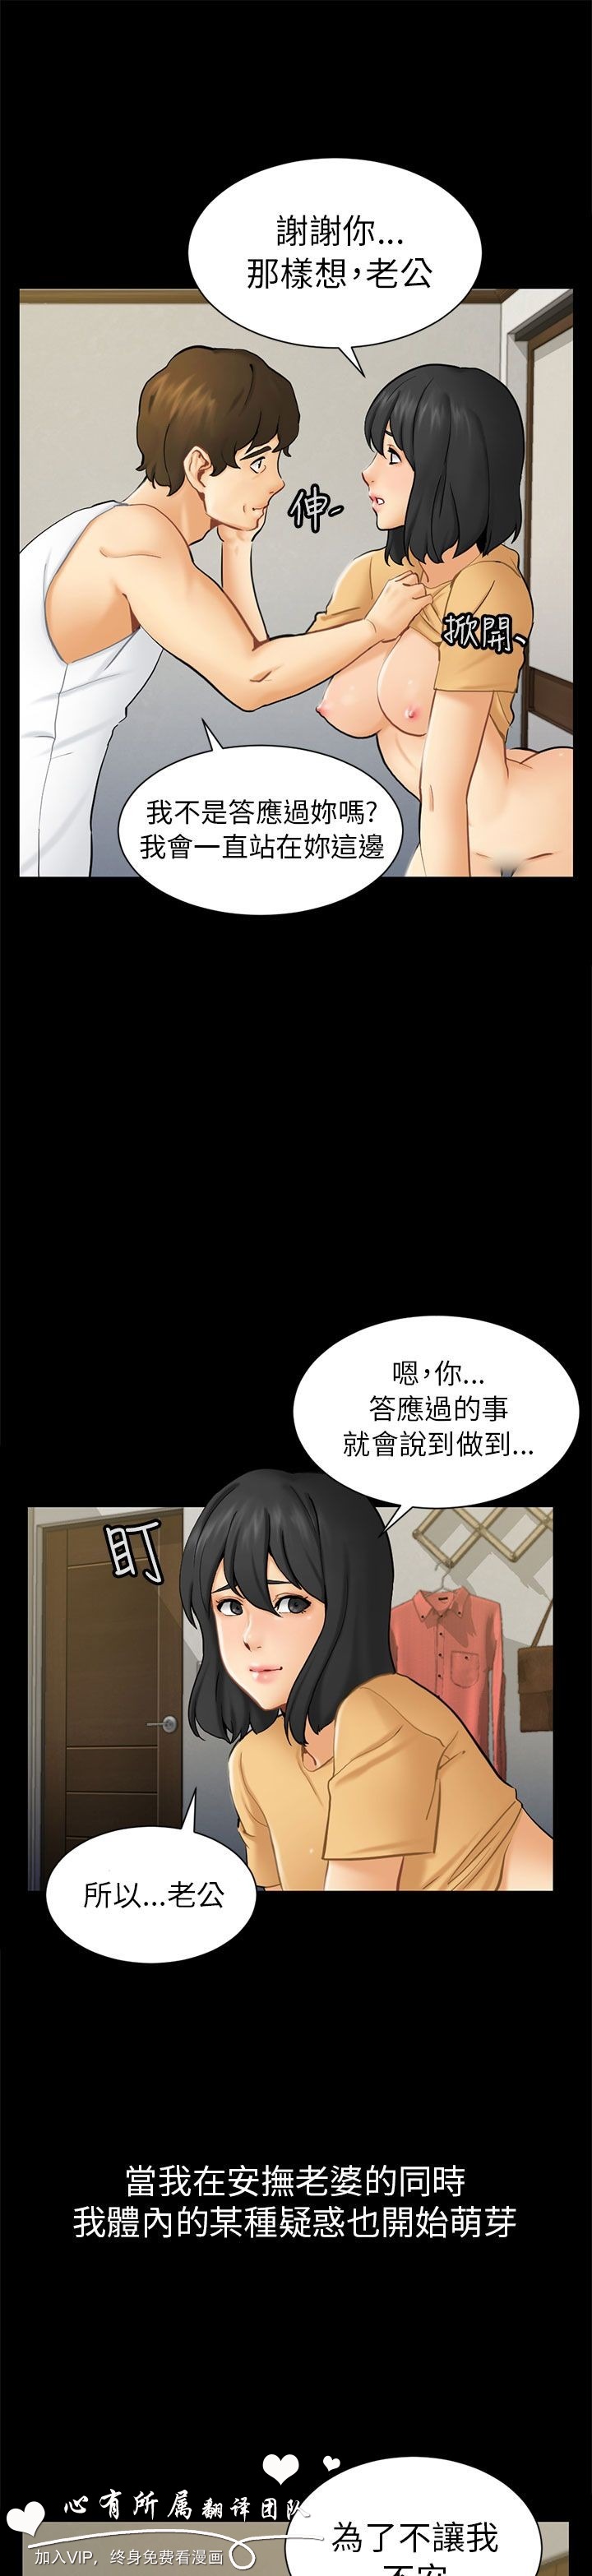 謝謝你…
那樣想,老公
伸-
掀開、
我不是答應過妳嗎?
我會一直站在妳這邊
嗯,你…
答應過的事
就會說到做到…
盯
所以…老公
當我在安撫老婆的同時
我體內的某種疑惑也開始萌芽
心有所属翻译团队
加入VIP，终身免费看漫画
為了不讓我
不安